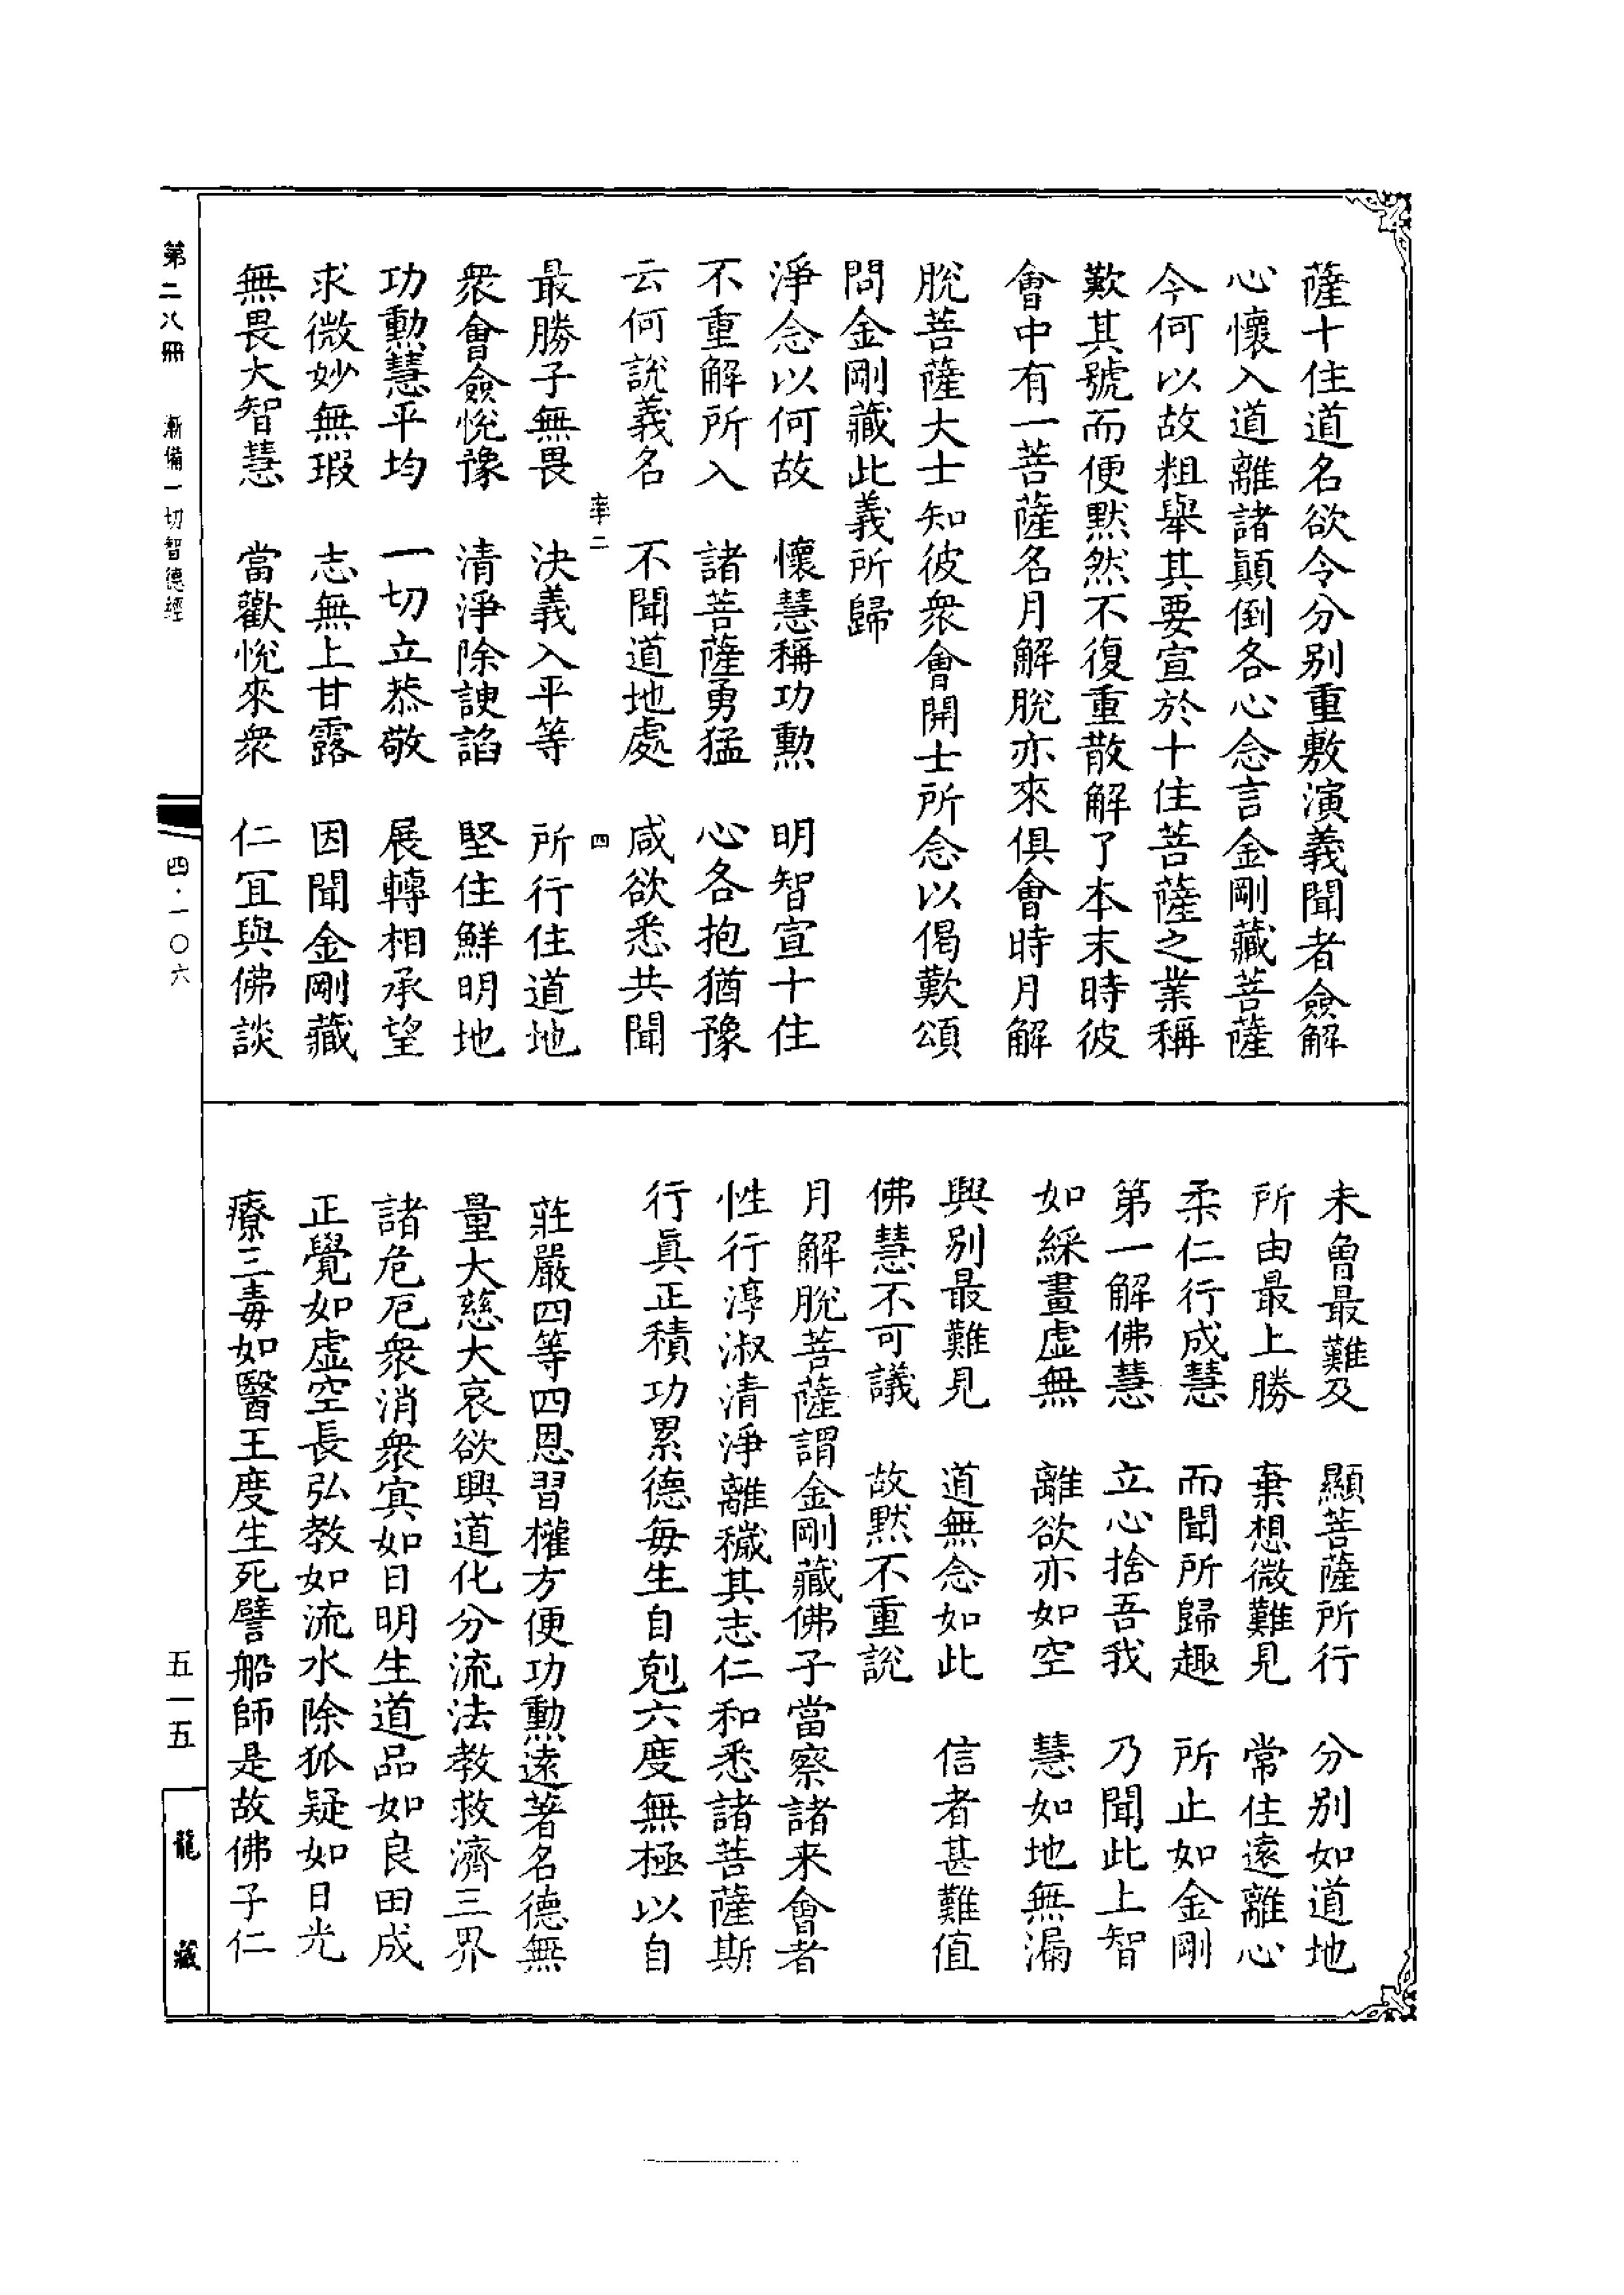 薩十住道名欲令分别重敷演義聞者僉解
心懷入道離諸顛倒各心念言金剛藏菩薩
今何以故粗舉其要宣於十住菩薩之業稱
歎其號而便默然不復重散解了本末時彼
會中有一菩薩名月解脫亦來俱會時月解
脫菩薩大士知彼衆會開士所念以偈歎頌
問金剛藏此義所歸
淨念以何故　懷慧稱功勲　明智宣十住
不重解所入　諸菩薩勇猛　心各抱猶豫
云何說義名　不聞道地處　咸欲悉共聞
率二　四
最勝子無畏　決義入平等　所行住道地
衆會僉悅豫　清淨除諛諂　堅住鮮明地
功勲慧平均　一切立恭敬　展轉相承望
求微妙無瑕　志無上甘露　因聞金剛藏
無畏大智慧　當歡悅來衆　仁冝與佛談
未曽最難及　顯菩薩所行　分别如道地
所由最上勝　棄想微難見　常住遠離心
柔仁行成慧　而聞所歸趣　所止如金剛
第一解佛慧　立心捨吾我　乃聞此上智
如綵畫虛無　離欲亦如空　慧如地無漏
興别最難見　道無念如此　信者甚難值
佛慧不可議　故默不重說
月解脫菩薩謂金剛藏佛子當察諸来會者
性行淳淑清淨離穢其志仁和悉諸菩薩斯
行眞正積功累德每生自剋六度無極以自
莊嚴四等四恩習權方便功勲遠著名德無
量大慈大哀欲興道化分流法教救濟三界
諸危厄衆消衆㝠如日明生道品如良田成
正覺如虛空長弘教如流水除狐疑如日光
療三毒如醫王度生死譬船師是故佛子仁
第二八冊　漸備一切智德經
四·一〇六
五一五
龍藏